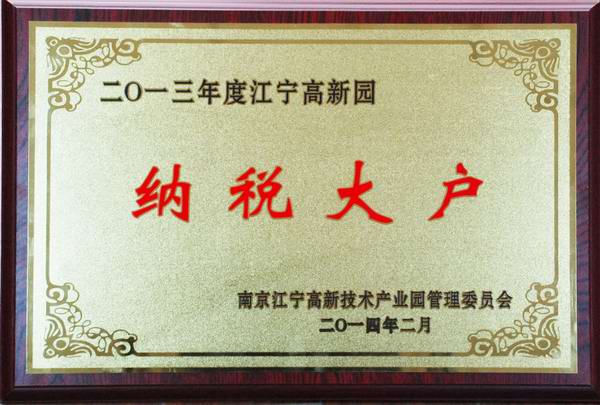 二〇一三年度江宁高新园
纳税大户
南京江宁高新技术产业园管理委员会
二〇一四年二月